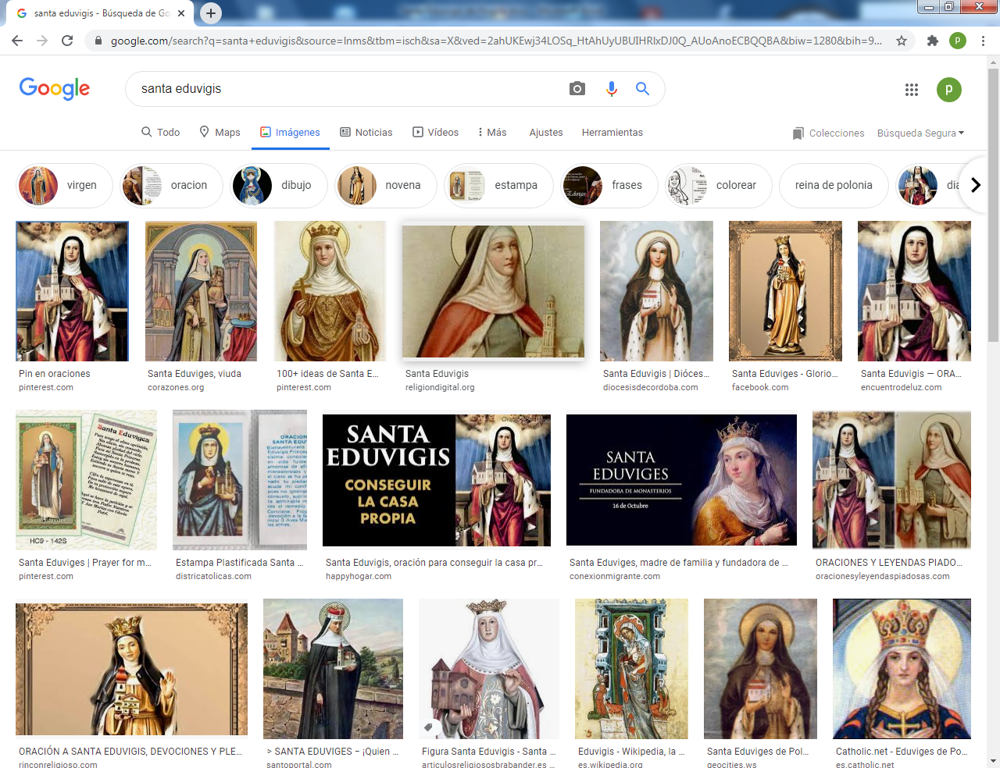 santa eduvigis - Búsqueda de Go
google.com/search?q=santa+eduvigis&source=lnms&tbm=isch&sa=X&ved=2ahUKEwj34LOSq_HtAhUyUBUIHRlxDJ0Q_AUoAnoECBQQBA&biw=1280&bih=9...
p
Google
santa eduvigis
p
Todo Maps Imágenes Noticias Vídeos Más Ajustes Herramientas Colecciones Búsqueda Segura
virgen oracion dibujo novena estampa frases colorear reina de polonia dia
Pin en oraciones
pinterest.com
Santa Eduviges, viuda
corazones.org
100+ ideas de Santa E...
pinterest.com
Santa Eduvigis
religiondigital.org
Santa Eduvigis | Dióces...
diocesisdecordoba.com
Santa Eduviges - Glorio...
facebook.com
Santa Eduvigis — ORA...
encuentrodeluz.com
Santa Eduviges
HC9 - 142S
ORACION
SANTA EDUV
SANTA
EDUVIGIS
CONSEGUIR
LA CASA
PROPIA
SANTA
EDUVIGES
FUNDADORA DE MONASTERIOS
16 de Octubre
Santa Eduviges | Prayer for m...
pinterest.com
Estampa Plastificada Santa ...
districatolicas.com
Santa Eduvigis, oración para conseguir la casa pr...
happyhogar.com
Santa Eduviges, madre de familia y fundadora de ...
conexionmigrante.com
ORACIONES Y LEYENDAS PIADO...
oracionesyleyendaspiadosas.com
ORACIÓN A SANTA EDUVIGIS, DEVOCIONES Y PLE...
rinconreligioso.com
> SANTA EDUVIGES – ¡Quien ...
santoportal.com
Figura Santa Eduvigis - Santa ...
articulosreligiososbrabander.es ...
Eduvigis - Wikipedia, la ...
es.wikipedia.org
Santa Eduviges de Pol...
geocities.ws
Catholic.net - Eduviges de Po...
es.catholic.net